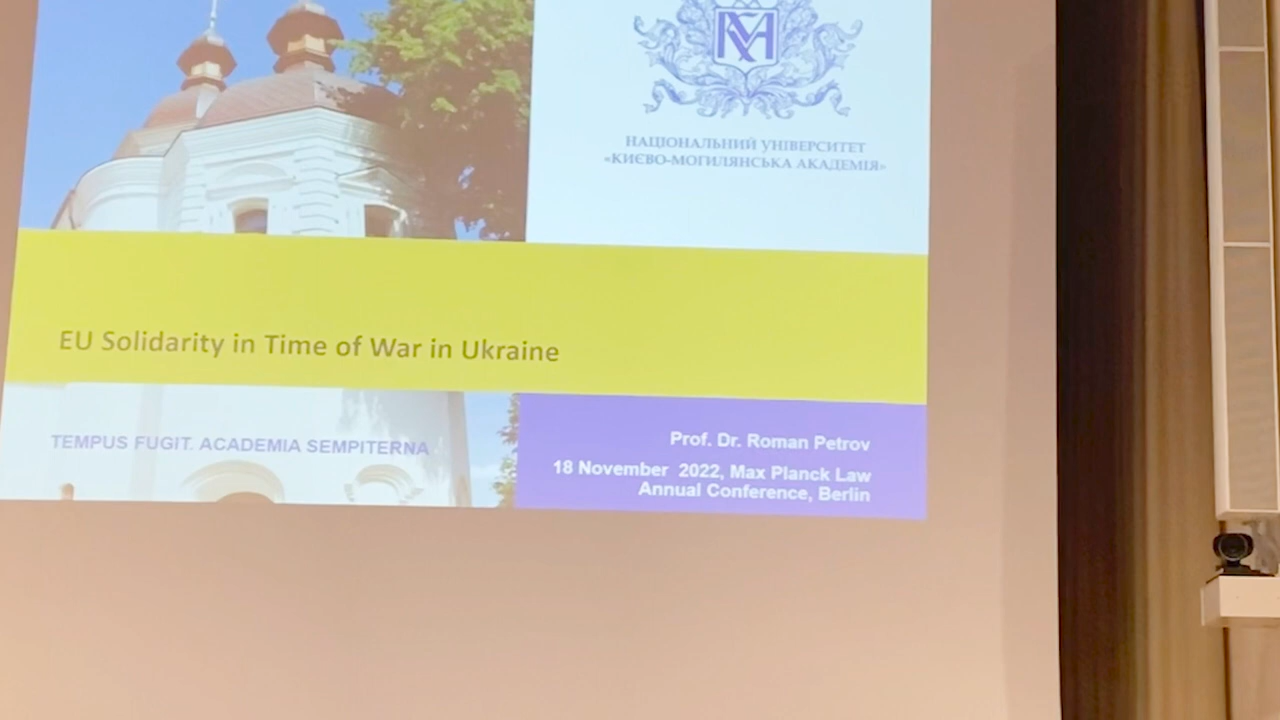 НАЦІОНАЛЬНИЙ УНІВЕРСИТЕТ
«КИЄВО-МОГИЛЯНСЬКА АКАДЕМІЯ»
EU Solidarity in Time of War in Ukraine
TEMPUS FUGIT. ACADEMIA SEMPITERNA
Prof. Dr. Roman Petrov
18 November 2022, Max Planck Law
Annual Conference, Berlin